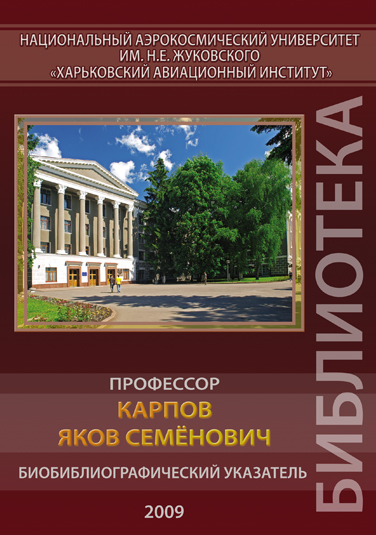 НАЦИОНАЛЬНЫЙ АЭРОКОСМИЧЕСКИЙ УНИВЕРСИТЕТ
ИМ. Н.Е. ЖУКОВСКОГО
«ХАРЬКОВСКИЙ АВИАЦИОННЫЙ ИНСТИТУТ»
БИБЛИОТЕКА
ПРОФЕССОР
КАРПОВ
ЯКОВ СЕМЁНОВИЧ
БИОБИБЛИОГРАФИЧЕСКИЙ УКАЗАТЕЛЬ
2009